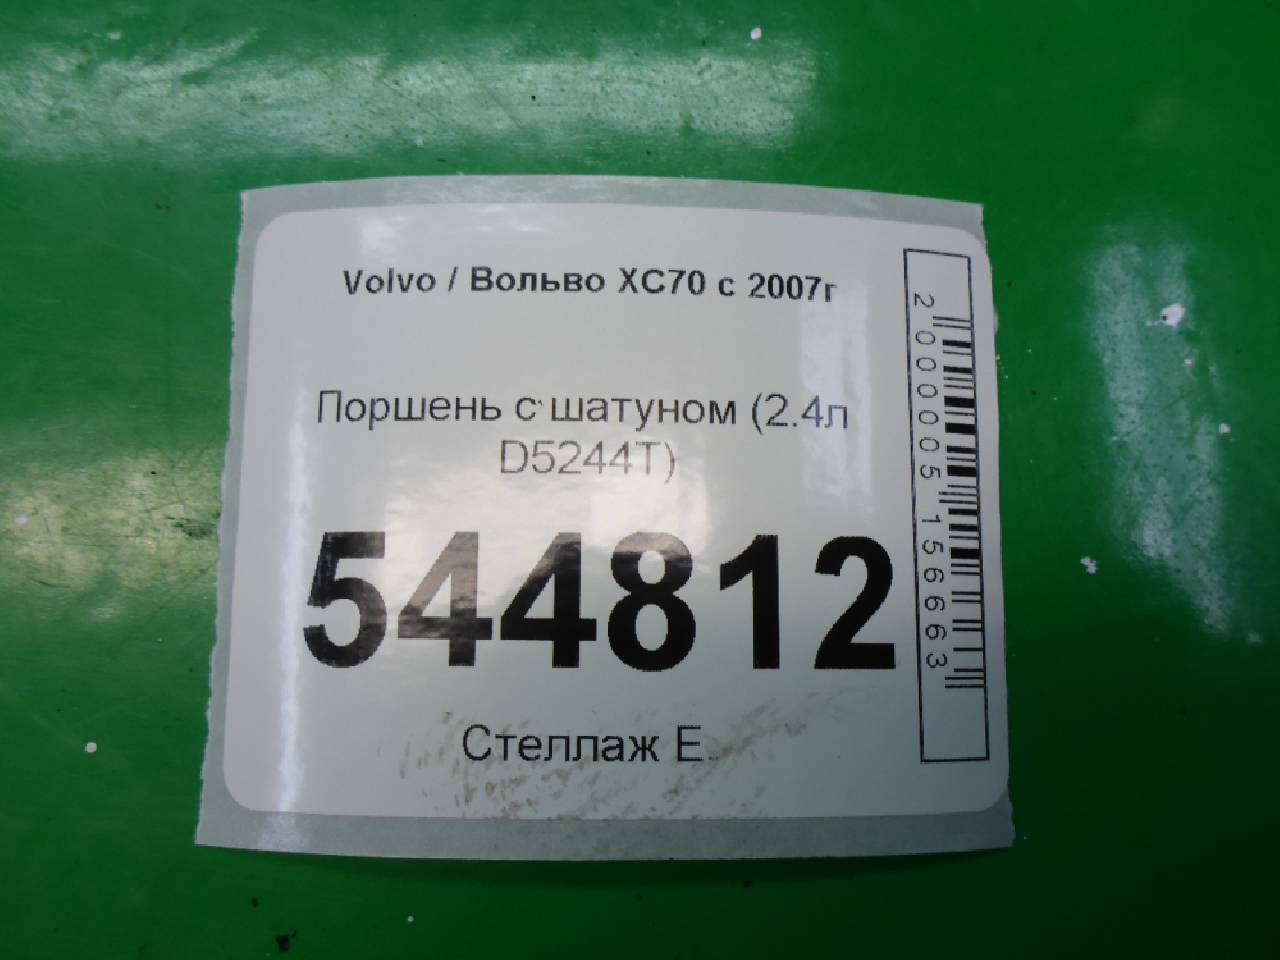 Volvo / Вольво XC70 с 2007г
Поршень с шатуном (2.4л
D5244T)
544812
Стеллаж Е
2000005156663